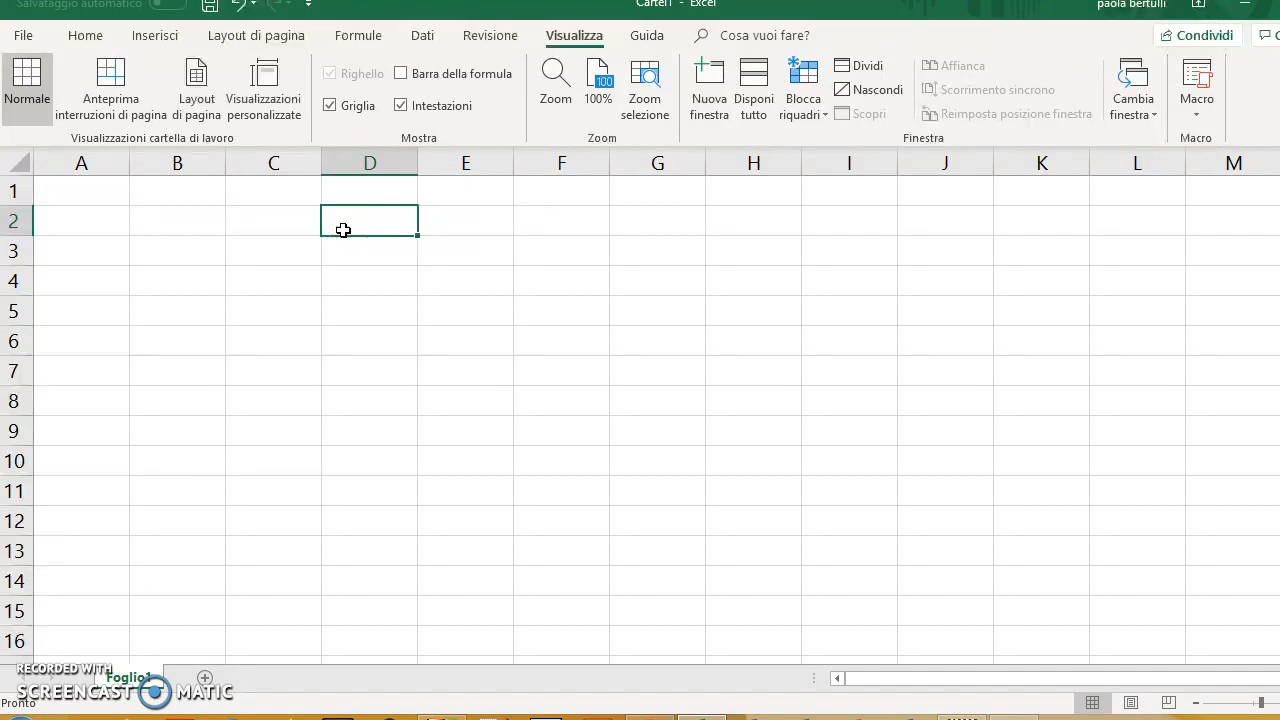 Salvataggio automatico
Cartel1 - Excel
paola bertulli
File Home Inserisci Layout di pagina Formule Dati Revisione Visualizza Guida Cosa vuoi fare? Condividi
Normale
Anteprima
interruzioni di pagina
Layout
di pagina
Visualizzazioni
personalizzate
Visualizzazioni cartella di lavoro
Righello
Barra della formula
Griglia
Intestazioni
Mostra
Zoom
100
100%
Zoom
selezione
Zoom
Nuova
finestra
Disponi
tutto
Blocca
riquadri
Dividi
Nascondi
Scopri
Affianca
Scorrimento sincrono
Reimposta posizione finestra
Cambia
finestra
Finestra
Macro
Macro
A B C D E F G H I J K L M
1
2
3
4
5
6
7
8
9
10
11
12
13
14
15
16
Foglio1
RECORDED WITH
SCREENCAST MATIC
Pronto